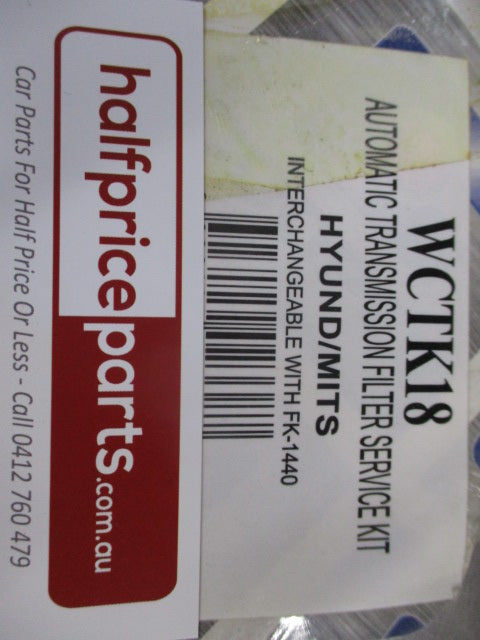 WCTK18
AUTOMATIC TRANSMISSION FILTER SERVICE KIT
HYUND/MITS
INTERCHANGEABLE WITH FK-1440
halfpriceparts.com.au
Car Parts For Half Price Or Less - Call 0412 760 479